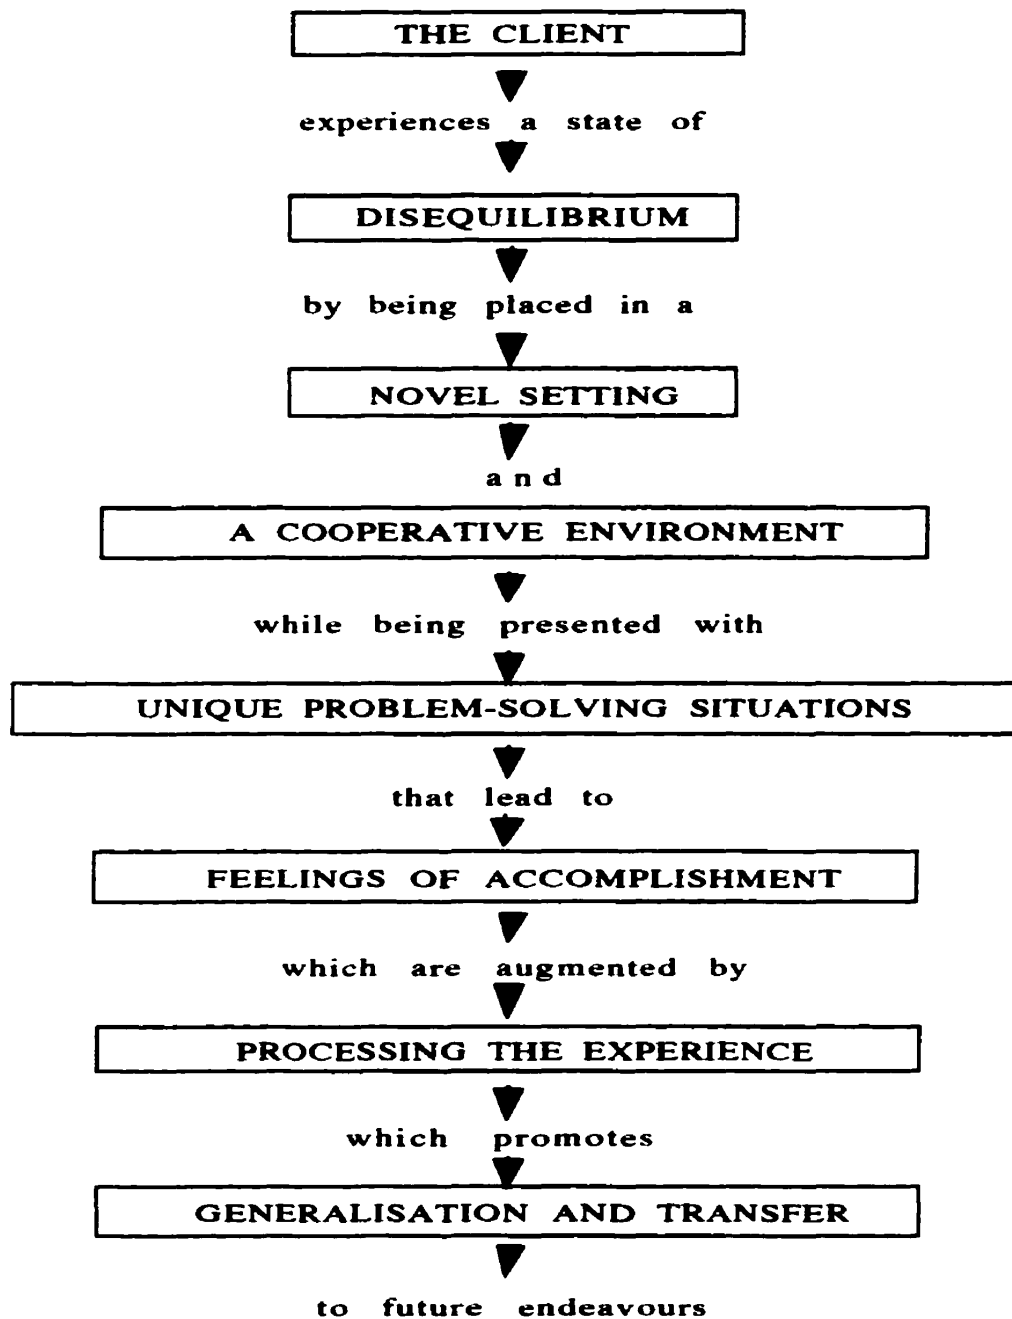 THE CLIENT
experiences a state of
DISEQUILIBRIUM
by being placed in a
NOVEL SETTING
and
A COOPERATIVE ENVIRONMENT
while being presented with
UNIQUE PROBLEM-SOLVING SITUATIONS
that lead to
FEELINGS OF ACCOMPLISHMENT
which are augmented by
PROCESSING THE EXPERIENCE
which promotes
GENERALISATION AND TRANSFER
to future endeavours